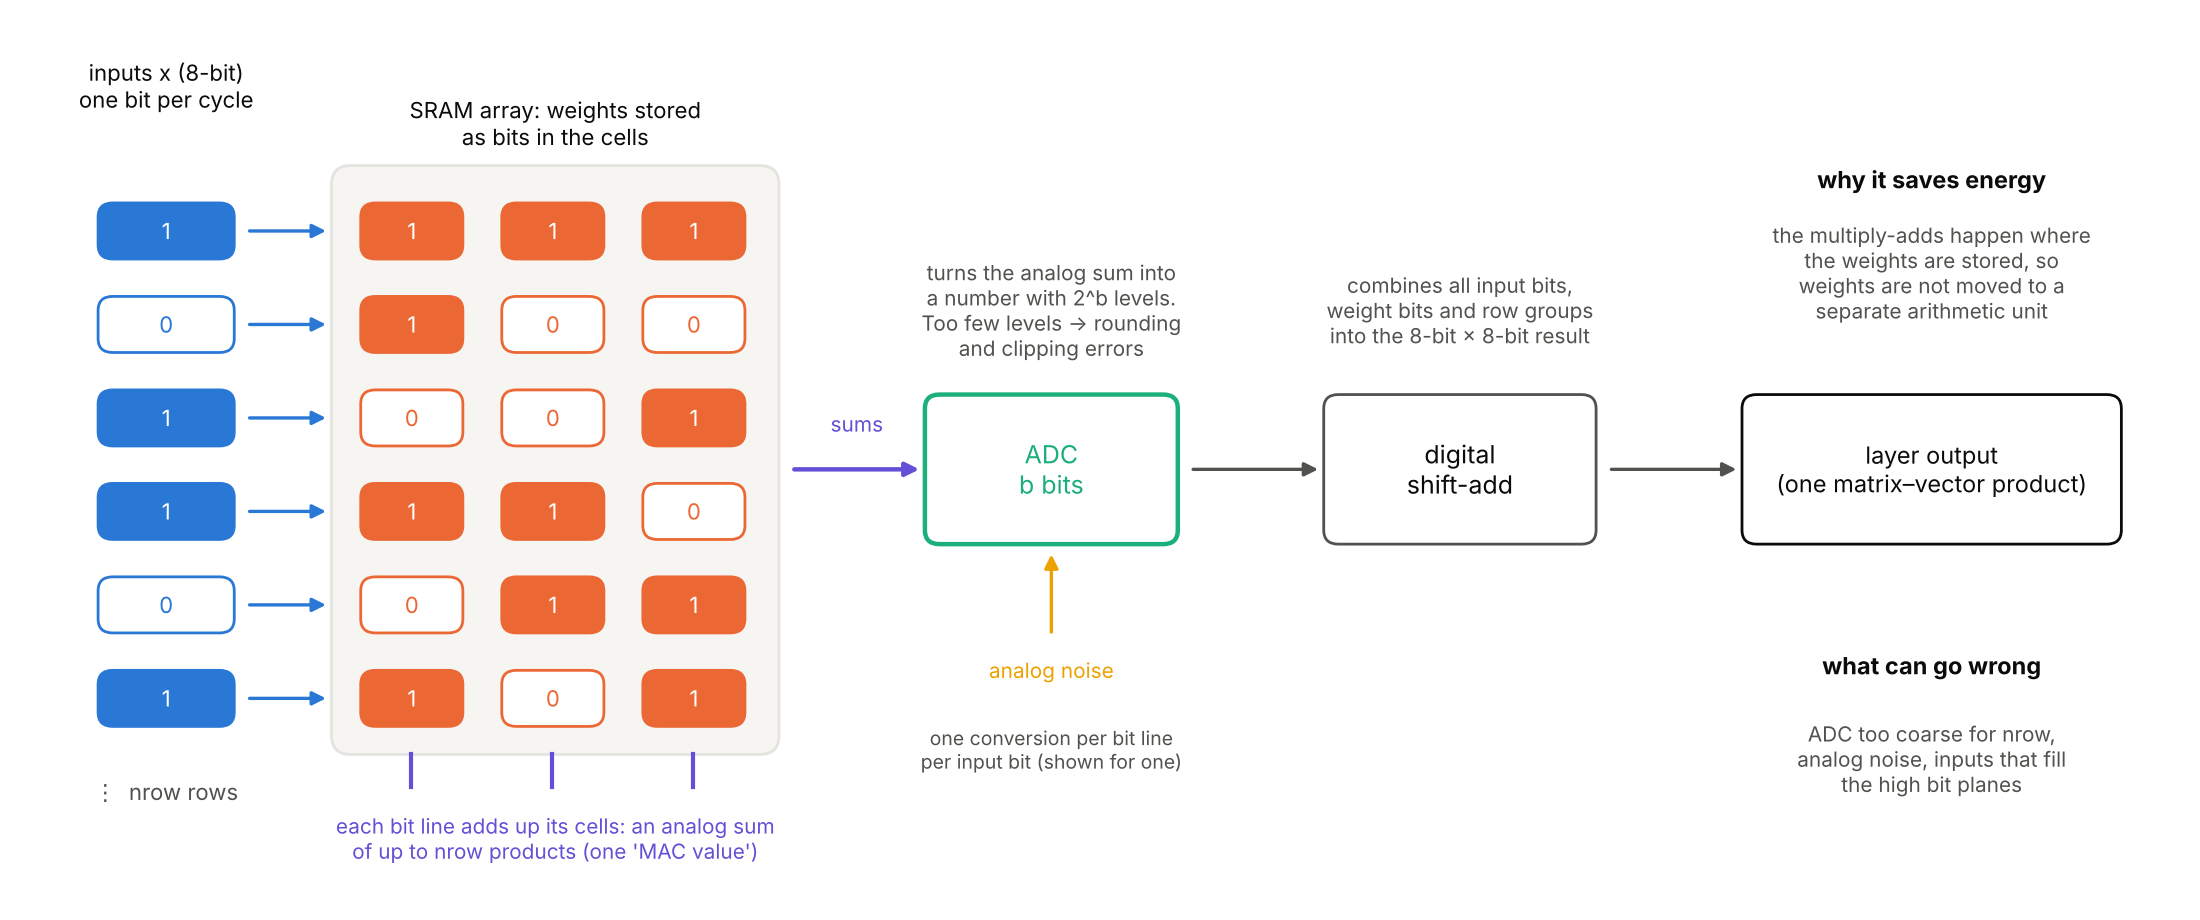 inputs x (8-bit)
one bit per cycle
SRAM array: weights stored
as bits in the cells
1
1 1 1
0
1 0 0
1
0 0 1
1
1 1 0
0
0 1 1
1
1 0 1
⋮ nrow rows
each bit line adds up its cells: an analog sum
of up to nrow products (one 'MAC value')
sums
turns the analog sum into
a number with 2^b levels.
Too few levels → rounding
and clipping errors
ADC
b bits
analog noise
one conversion per bit line
per input bit (shown for one)
combines all input bits,
weight bits and row groups
into the 8-bit × 8-bit result
digital
shift-add
why it saves energy
the multiply-adds happen where
the weights are stored, so
weights are not moved to a
separate arithmetic unit
layer output
(one matrix–vector product)
what can go wrong
ADC too coarse for nrow,
analog noise, inputs that fill
the high bit planes